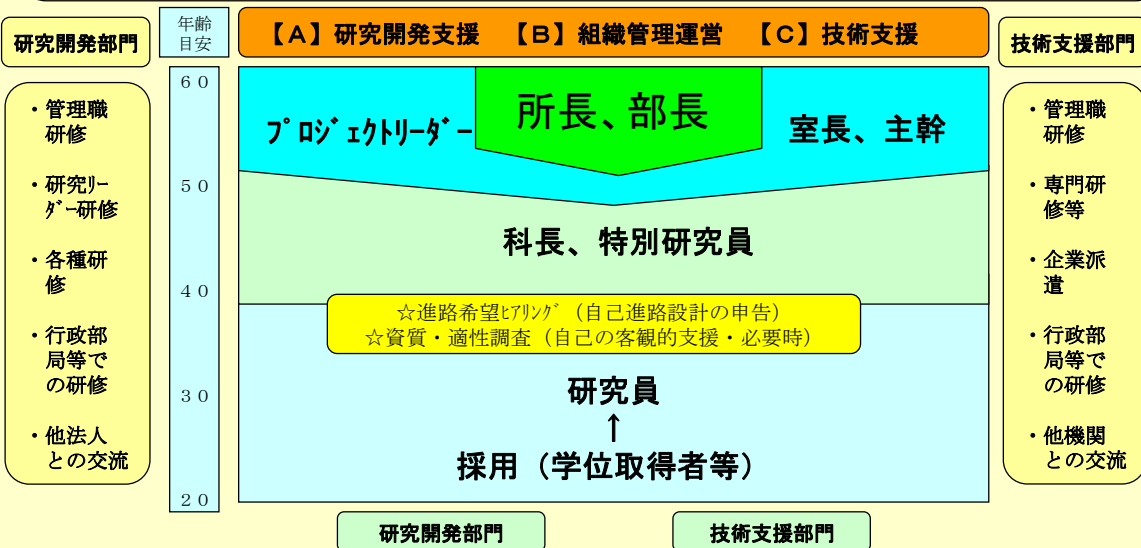 研究開発部門
・管理職
研修
・研究ﾘｰ
ﾀﾞｰ研修
・各種研
修
・行政部
局等で
の研修
・他法人
との交流
年齢
目安
６０
５０
４０
３０
２０
【Ａ】研究開発支援　【Ｂ】組織管理運営　【Ｃ】技術支援
ﾌﾟﾛｼﾞｪｸﾄﾘｰﾀﾞｰ
所長、部長
室長、主幹
科長、特別研究員
☆進路希望ﾋｱﾘﾝｸﾞ（自己進路設計の申告）
☆資質・適性調査（自己の客観的支援・必要時）
研究員
↑
採用（学位取得者等）
研究開発部門
技術支援部門
技術支援部門
・管理職
研修
・専門研
修等
・企業派
遣
・行政部
局等で
の研修
・他機関
との交流